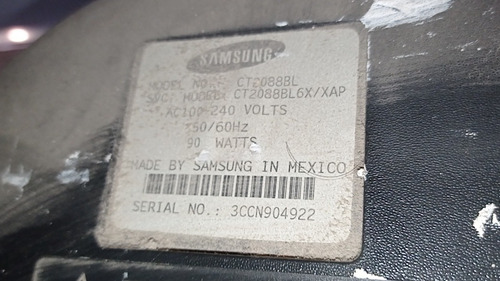 SAMSUNG
MODEL NO.: CT2088BL
SVC. MODEL: CT2088BL6X/XAP
AC100-240 VOLTS
50/60Hz
90 WATTS
MADE BY SAMSUNG IN MEXICO
SERIAL NO.: 3CCN904922